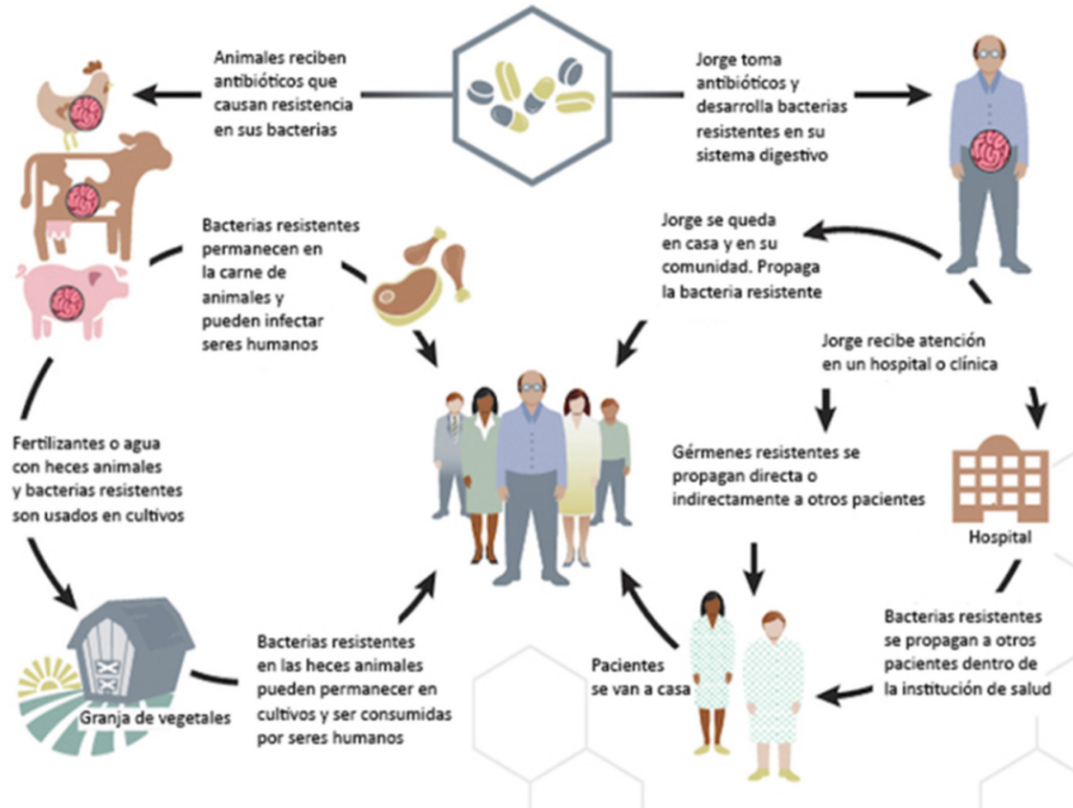 Animales reciben
antibióticos que
causan resistencia
en sus bacterias
Jorge toma
antibióticos y
desarrolla bacterias
resistentes en su
sistema digestivo
Bacterias resistentes
permanecen en
la carne de
animales y
pueden infectar
seres humanos
Jorge se queda
en casa y en su
comunidad. Propaga
la bacteria resistente
Jorge recibe atención
en un hospital o clínica
Fertilizantes o agua
con heces animales
y bacterias resistentes
son usados en cultivos
Gérmenes resistentes se
propagan directa o
indirectamente a otros pacientes
Hospital
Granja de vegetales
Bacterias resistentes
en las heces animales
pueden permanecer en
cultivos y ser consumidas
por seres humanos
Pacientes
se van a casa
Bacterias resistentes
se propagan a otros
pacientes dentro de
la institución de salud